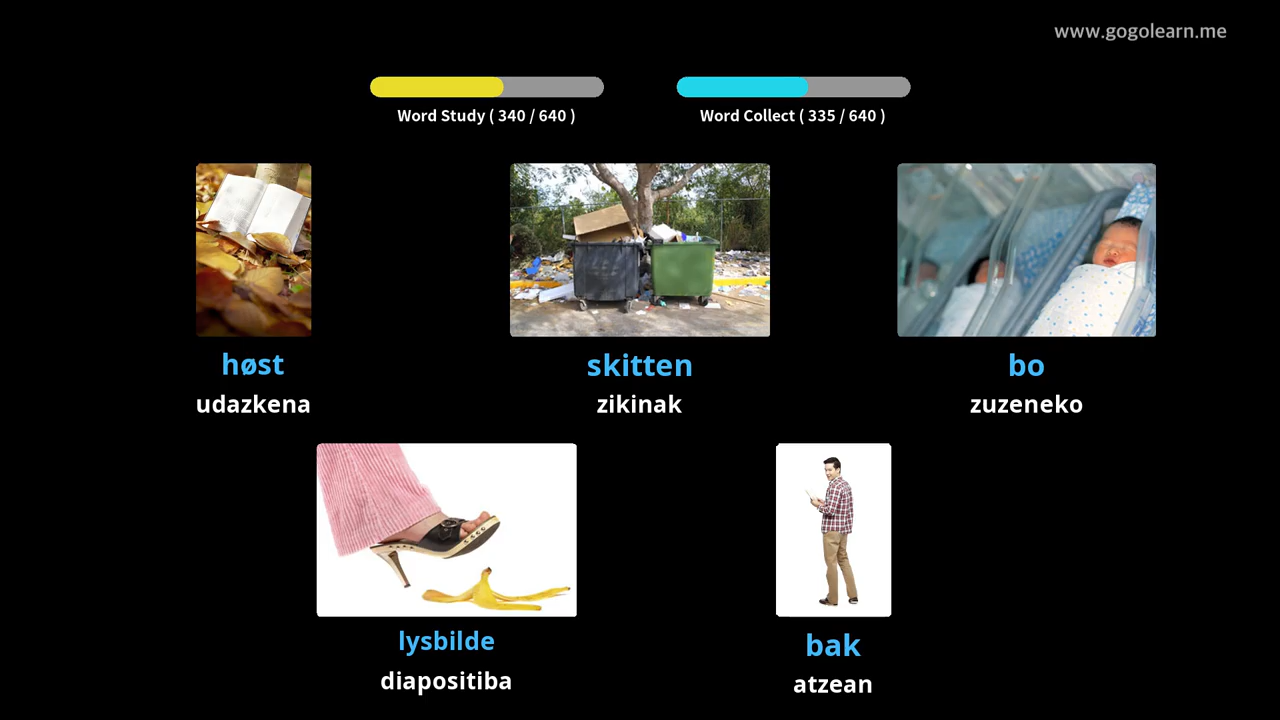 www.gogolearn.me
Word Study ( 340 / 640 )
Word Collect ( 335 / 640 )
høst
udazkena
skitten
zikinak
bo
zuzeneko
lysbilde
diapositiba
bak
atzean